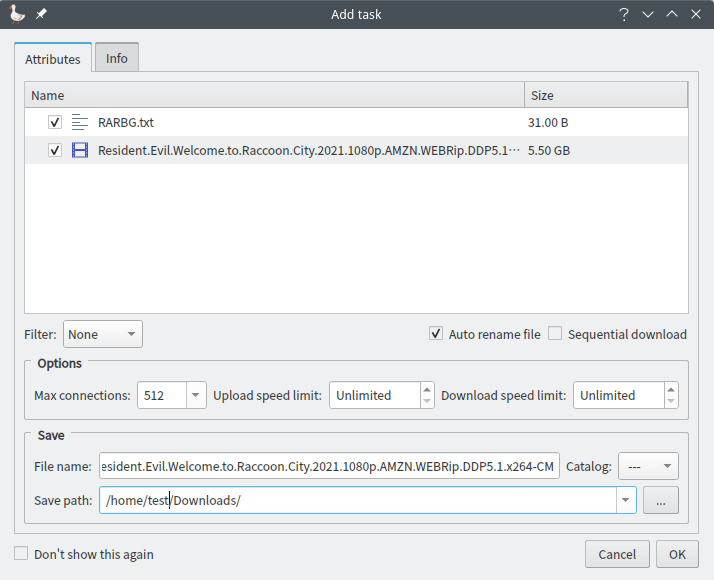 Add task
Attributes Info
Name Size
RARBG.txt 31.00 B
Resident.Evil.Welcome.to.Raccoon.City.2021.1080p.AMZN.WEBRip.DDP5.1··· 5.50 GB
Filter: None Auto rename file Sequential download
Options
Max connections: 512 Upload speed limit: Unlimited Download speed limit: Unlimited
Save
File name: esident.Evil.Welcome.to.Raccoon.City.2021.1080p.AMZN.WEBRip.DDP5.1.x264-CM Catalog: ---
Save path: /home/test/Downloads/ ...
Don't show this again Cancel OK